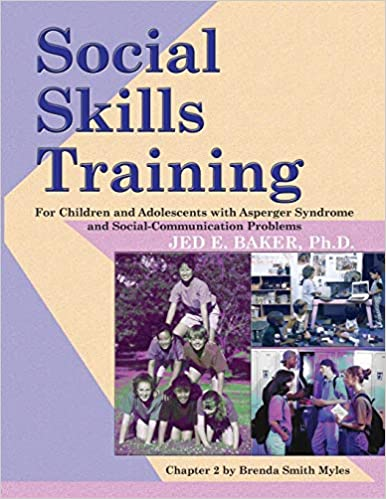 Social
Skills
Training
For Children and Adolescents with Asperger Syndrome
and Social-Communication Problems
JED E. BAKER, Ph.D.
Chapter 2 by Brenda Smith Myles